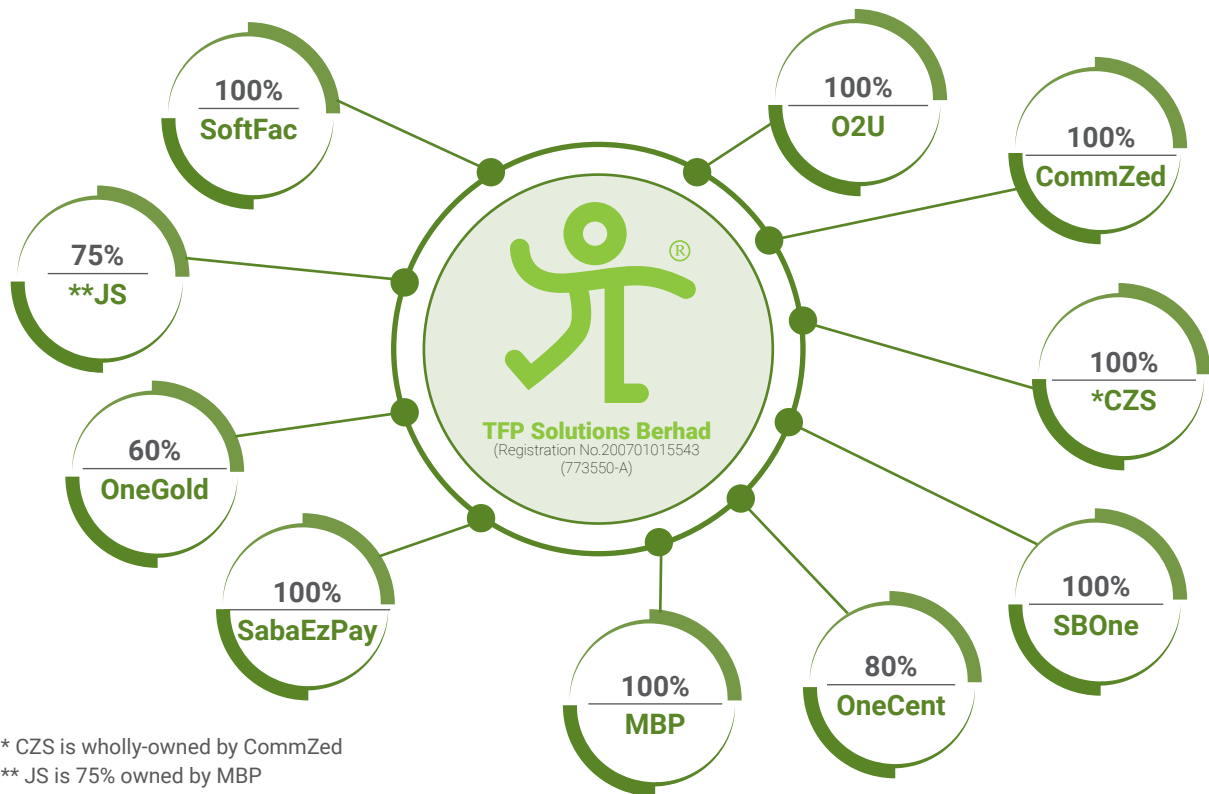 100%
SoftFac
100%
O2U
100%
CommZed
75%
**JS
®
100%
*CZS
TFP Solutions Berhad
(Registration No.200701015543
(773550-A)
60%
OneGold
100%
SabaEzPay
100%
SBOne
80%
OneCent
100%
MBP
* CZS is wholly-owned by CommZed
** JS is 75% owned by MBP